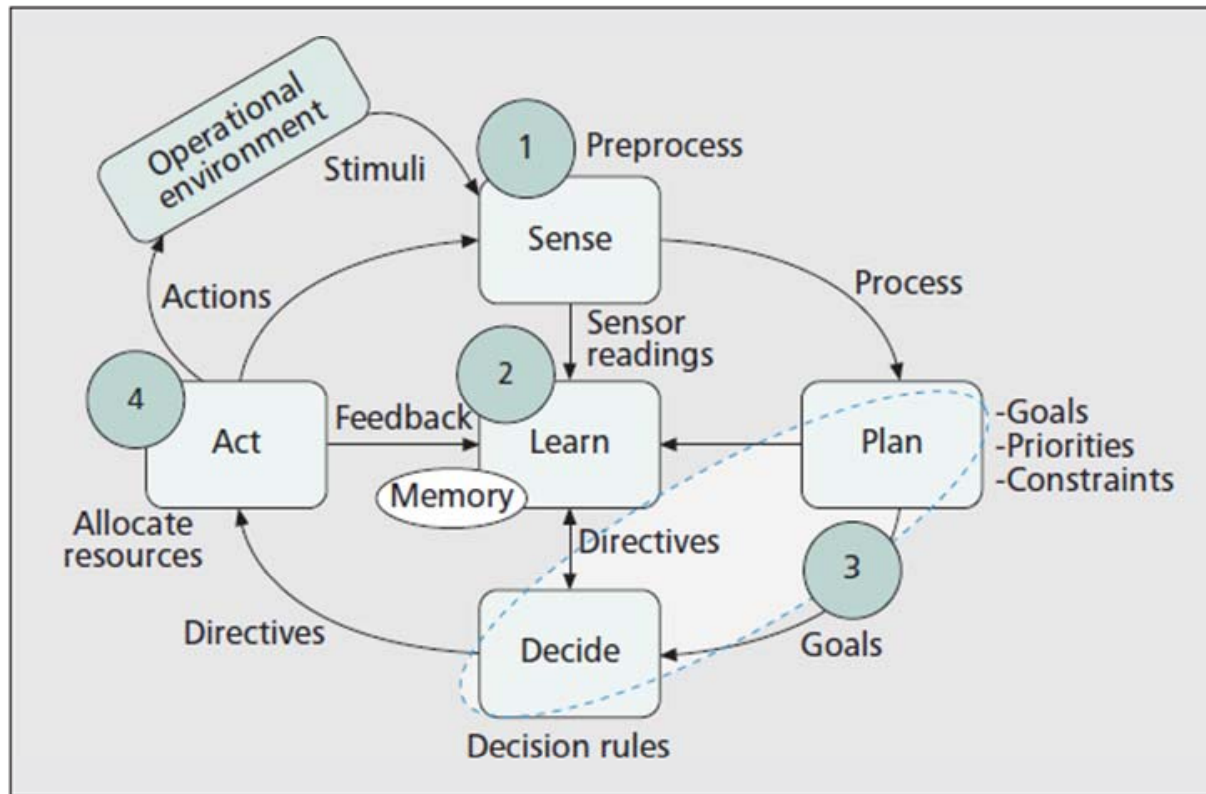 Operational
environment
Stimuli
1
Preprocess
Sense
Actions
Process
Sensor
readings
4
2
Act
Feedback
Learn
Memory
Plan
-Goals
-Priorities
-Constraints
Allocate
resources
Directives
3
Directives
Decide
Goals
Decision rules